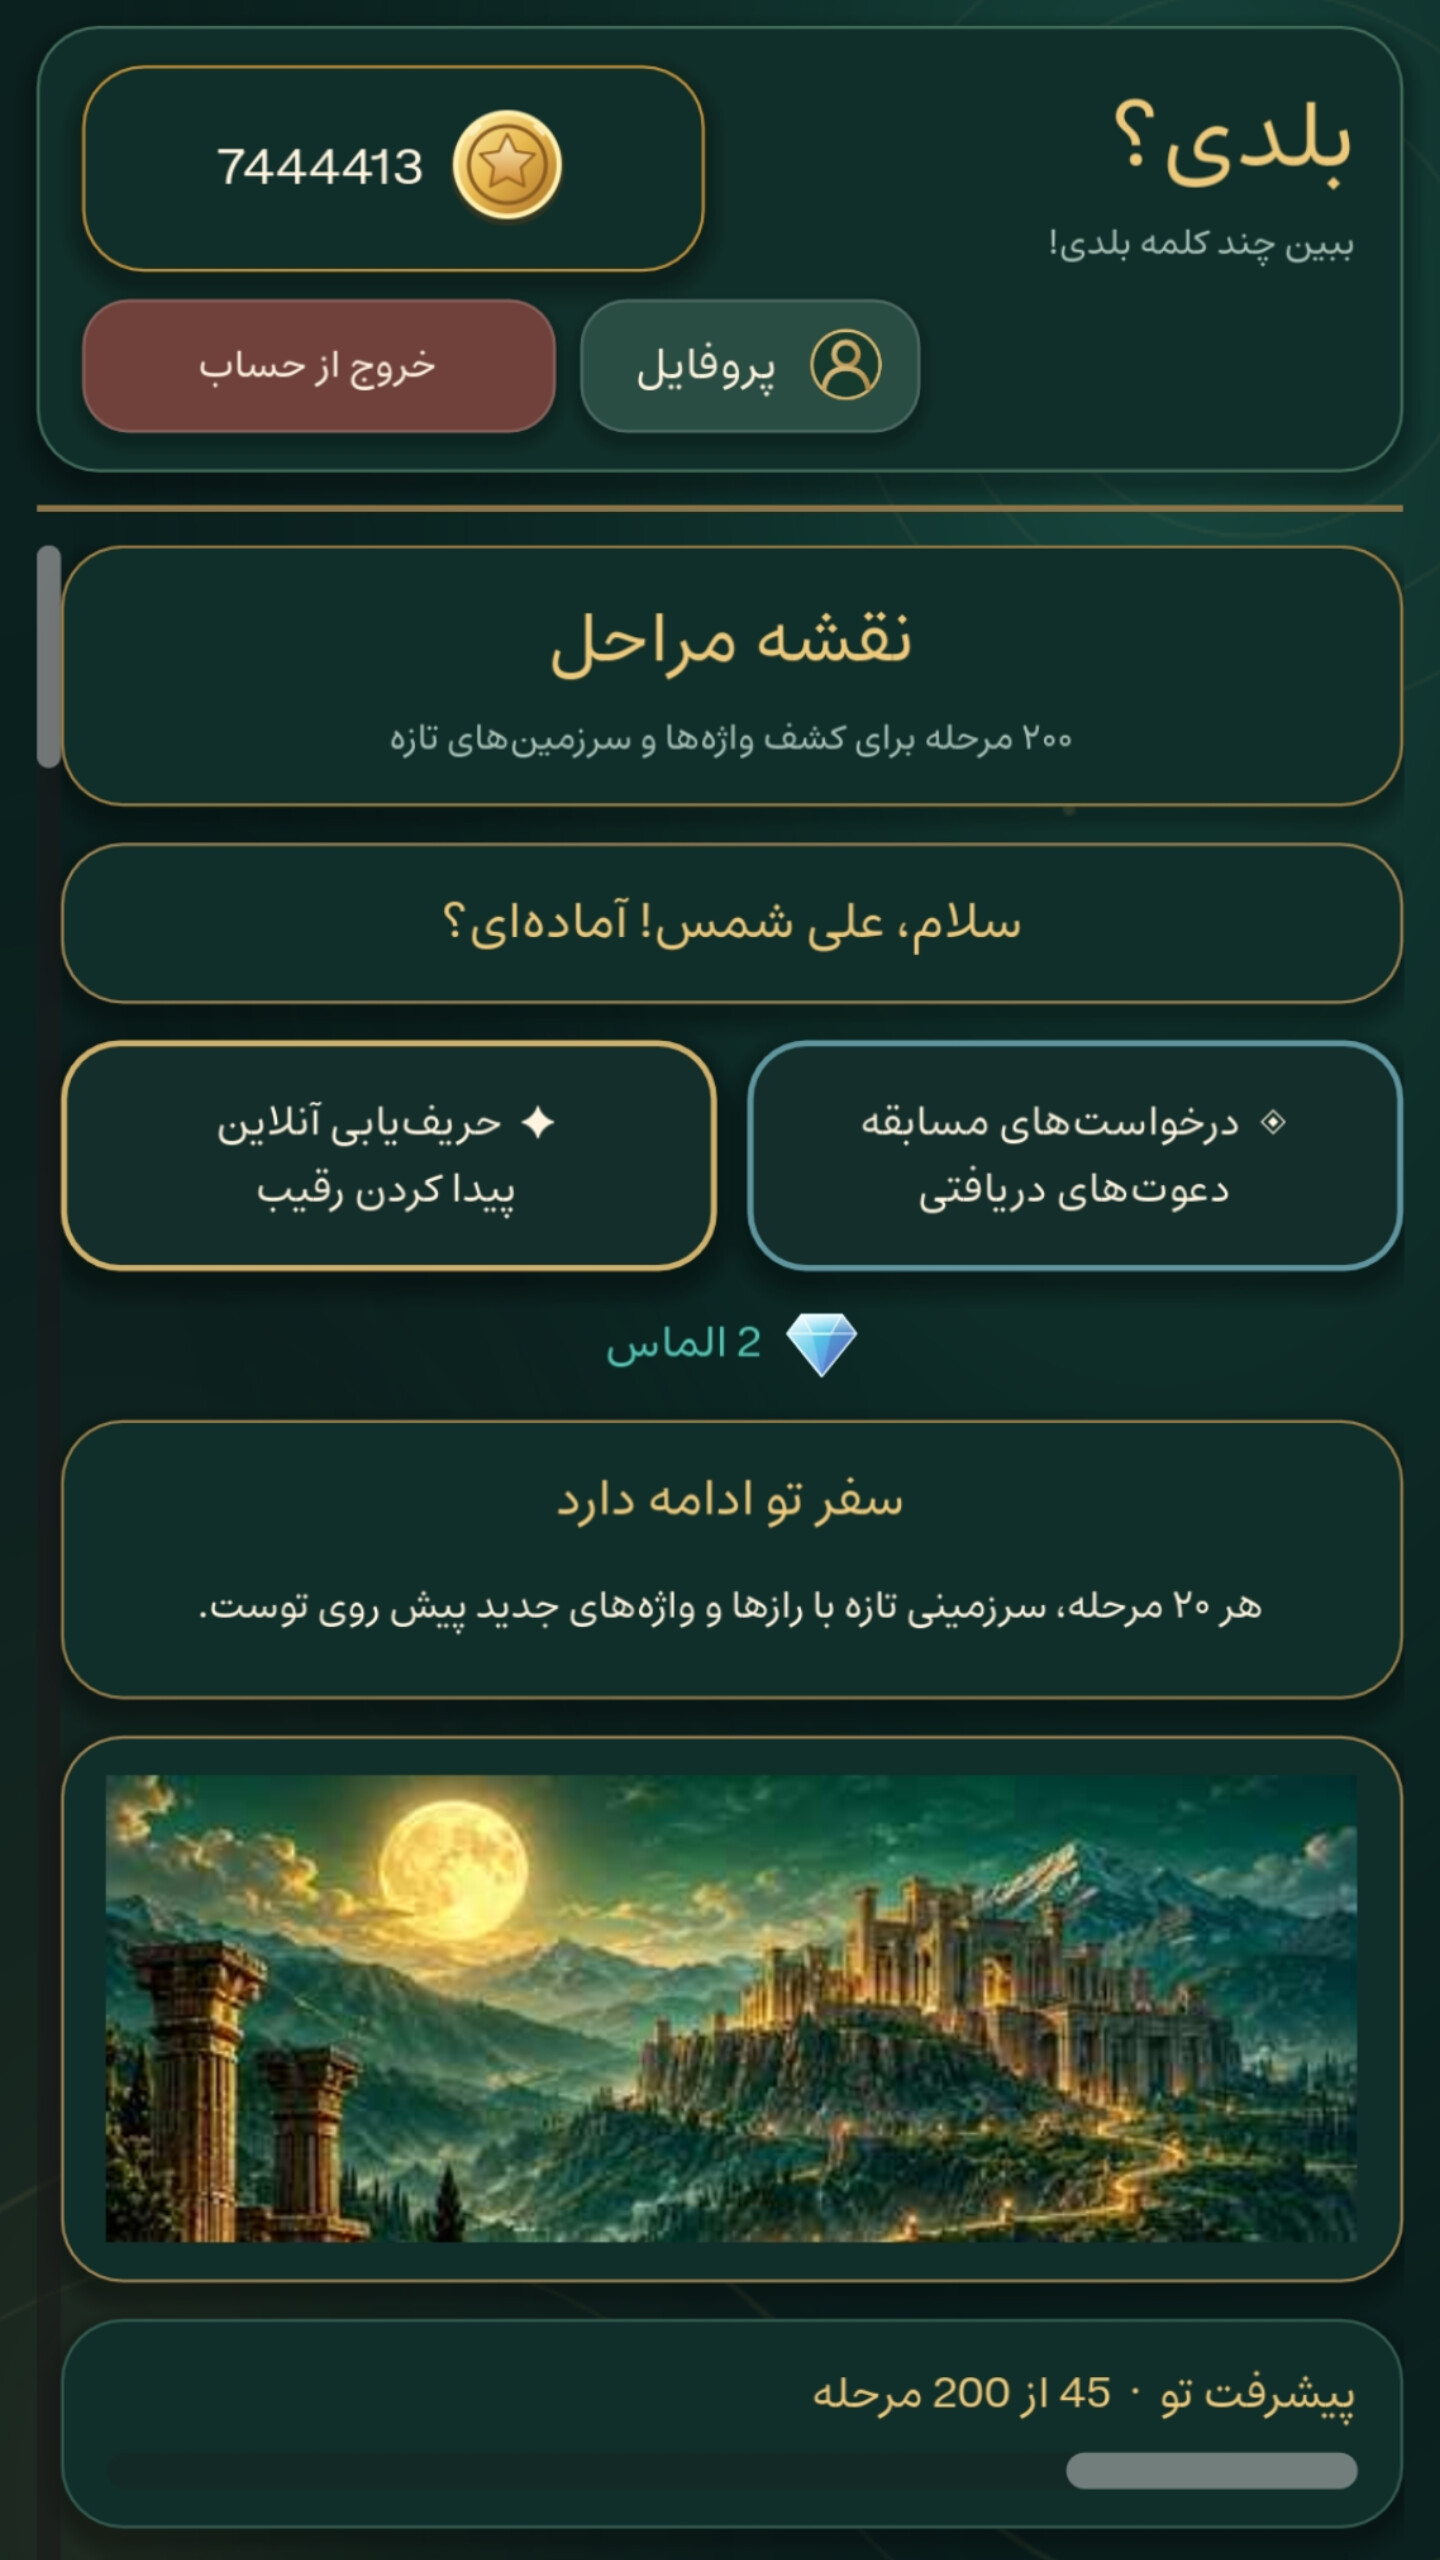 بلدی؟
7444413
ببین چند کلمه بلدی!
پروفایل
خروج از حساب
نقشه مراحل
۲۰۰ مرحله برای کشف واژه‌ها و سرزمین‌های تازه
سلام، علی شمس! آماده‌ای؟
درخواست‌های مسابقه
دعوت‌های دریافتی
حریف‌یابی آنلاین
پیدا کردن رقیب
2 الماس
سفر تو ادامه دارد
هر ۲۰ مرحله، سرزمینی تازه با رازها و واژه‌های جدید پیش روی توست.
پیشرفت تو · 45 از 200 مرحله